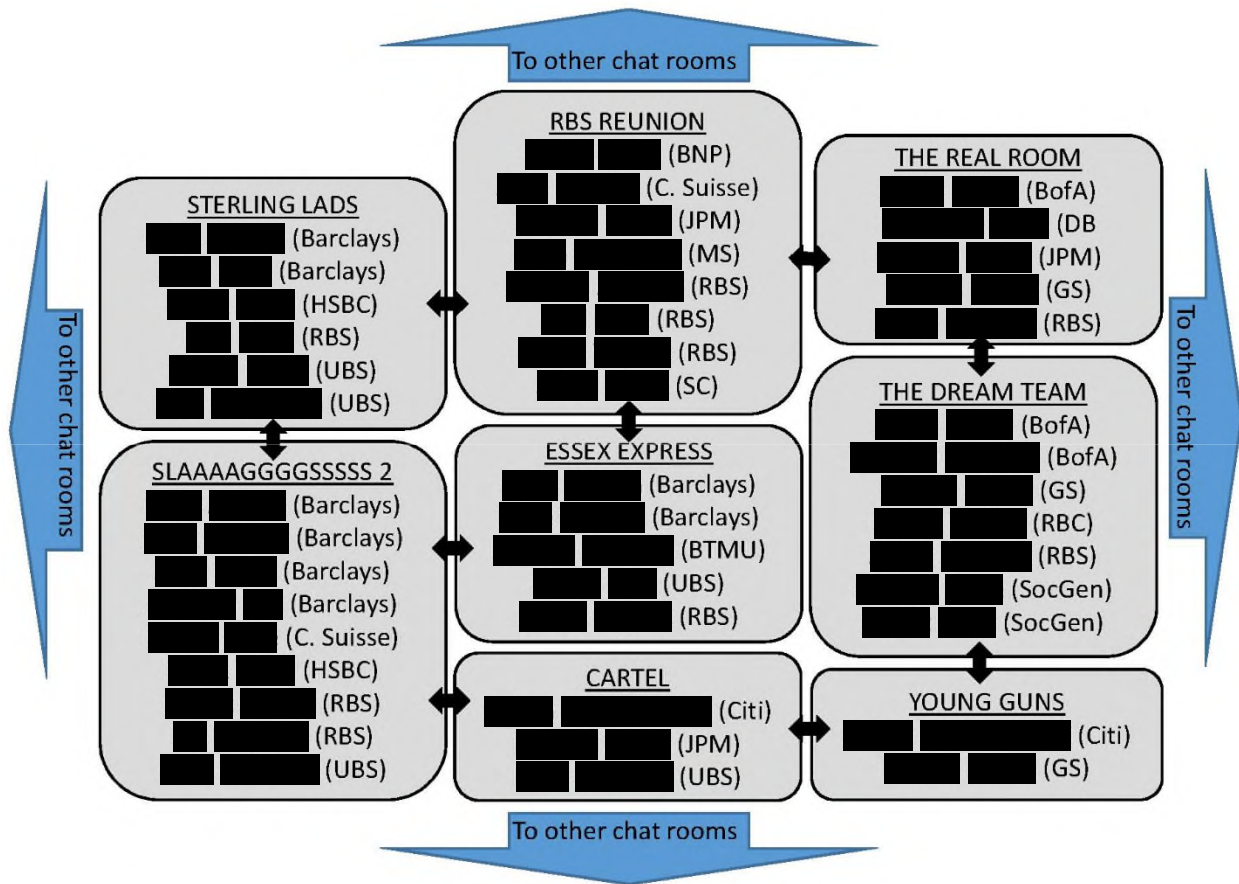 To other chat rooms
RBS REUNION
(BNP)
(C. Suisse)
(JPM)
(MS)
(RBS)
(RBS)
(RBS)
(SC)
THE REAL ROOM
(BofA)
(DB
(JPM)
(GS)
(RBS)
STERLING LADS
(Barclays)
(Barclays)
(HSBC)
(RBS)
(UBS)
(UBS)
To other chat rooms
To other chat rooms
THE DREAM TEAM
(BofA)
(BofA)
(GS)
(RBC)
(RBS)
(SocGen)
(SocGen)
SLAAAAGGGGSSSSS 2
(Barclays)
(Barclays)
(Barclays)
(Barclays)
(C. Suisse)
(HSBC)
(RBS)
(RBS)
(UBS)
ESSEX EXPRESS
(Barclays)
(Barclays)
(BTMU)
(UBS)
(RBS)
CARTEL
(Citi)
(JPM)
(UBS)
YOUNG GUNS
(Citi)
(GS)
To other chat rooms